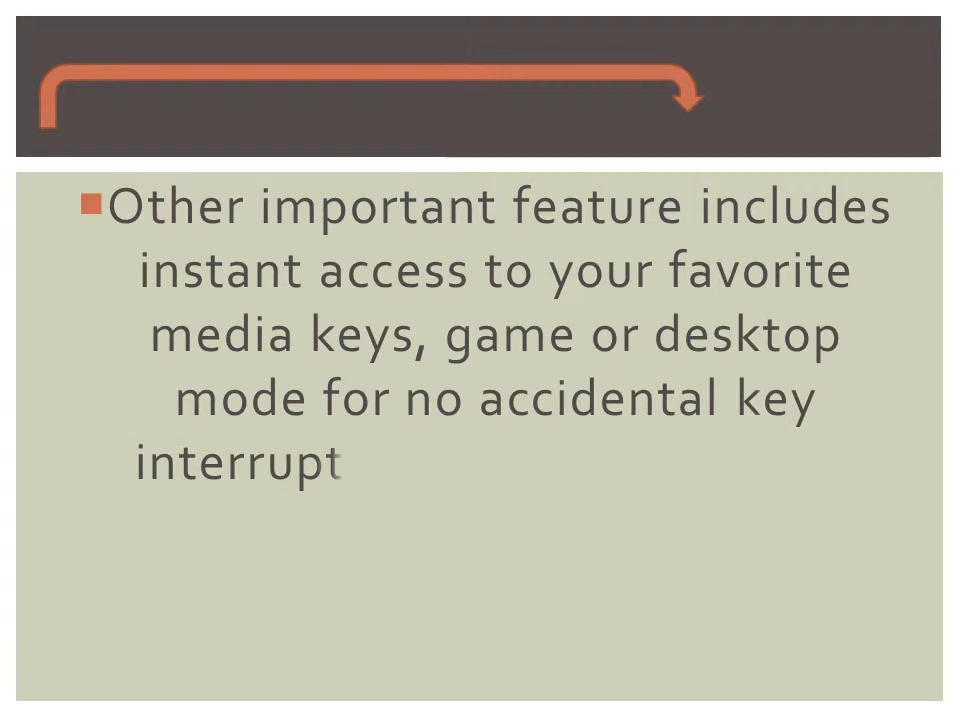 Other important feature includes
instant access to your favorite
media keys, game or desktop
mode for no accidental key
interrupt